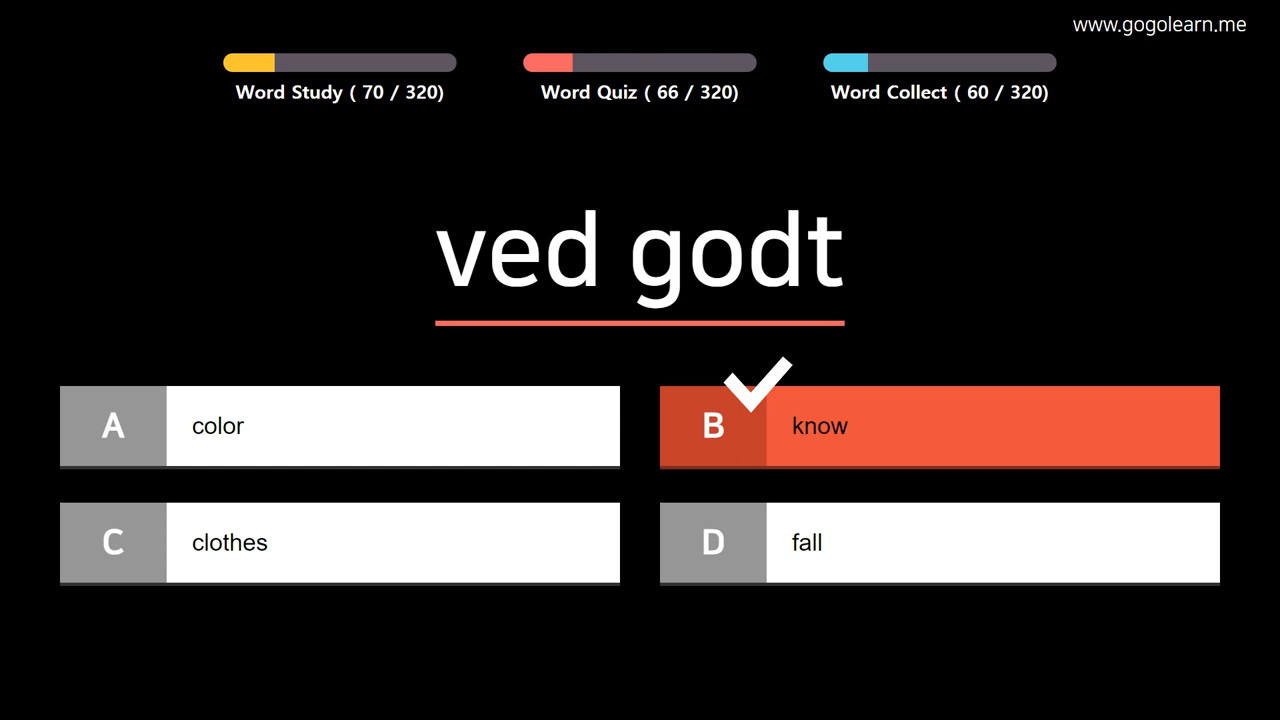 www.gogolearn.me
Word Study ( 70 / 320)
Word Quiz ( 66 / 320)
Word Collect ( 60 / 320)
ved godt
A color
B know
C clothes
D fall